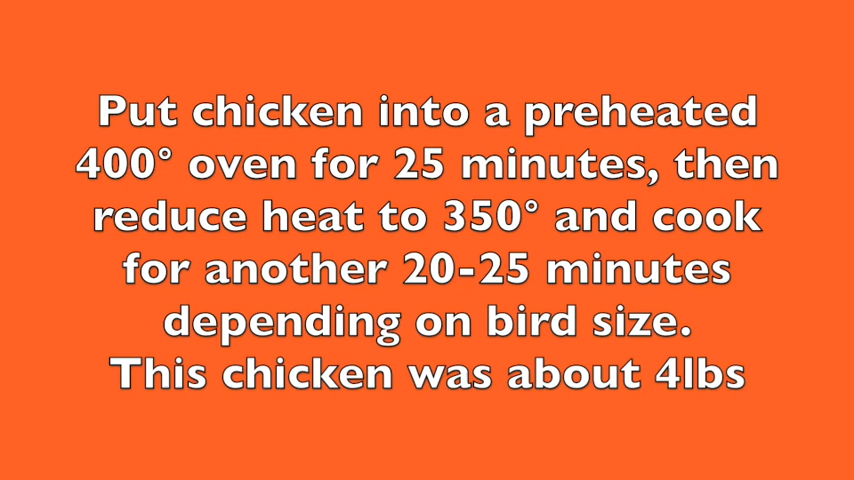 Put chicken into a preheated
400° oven for 25 minutes, then
reduce heat to 350° and cook
for another 20-25 minutes
depending on bird size.
This chicken was about 4lbs